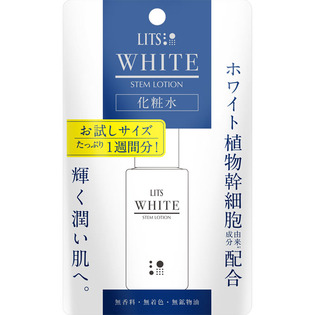 LITS
WHITE
STEM LOTION
化粧水
お試しサイズ
たっぷり1週間分!
ホワイト植物幹細胞由来成分配合
輝く潤い肌へ。
LITS
WHITE
STEM LOTION
無香料・無着色・無鉱物油